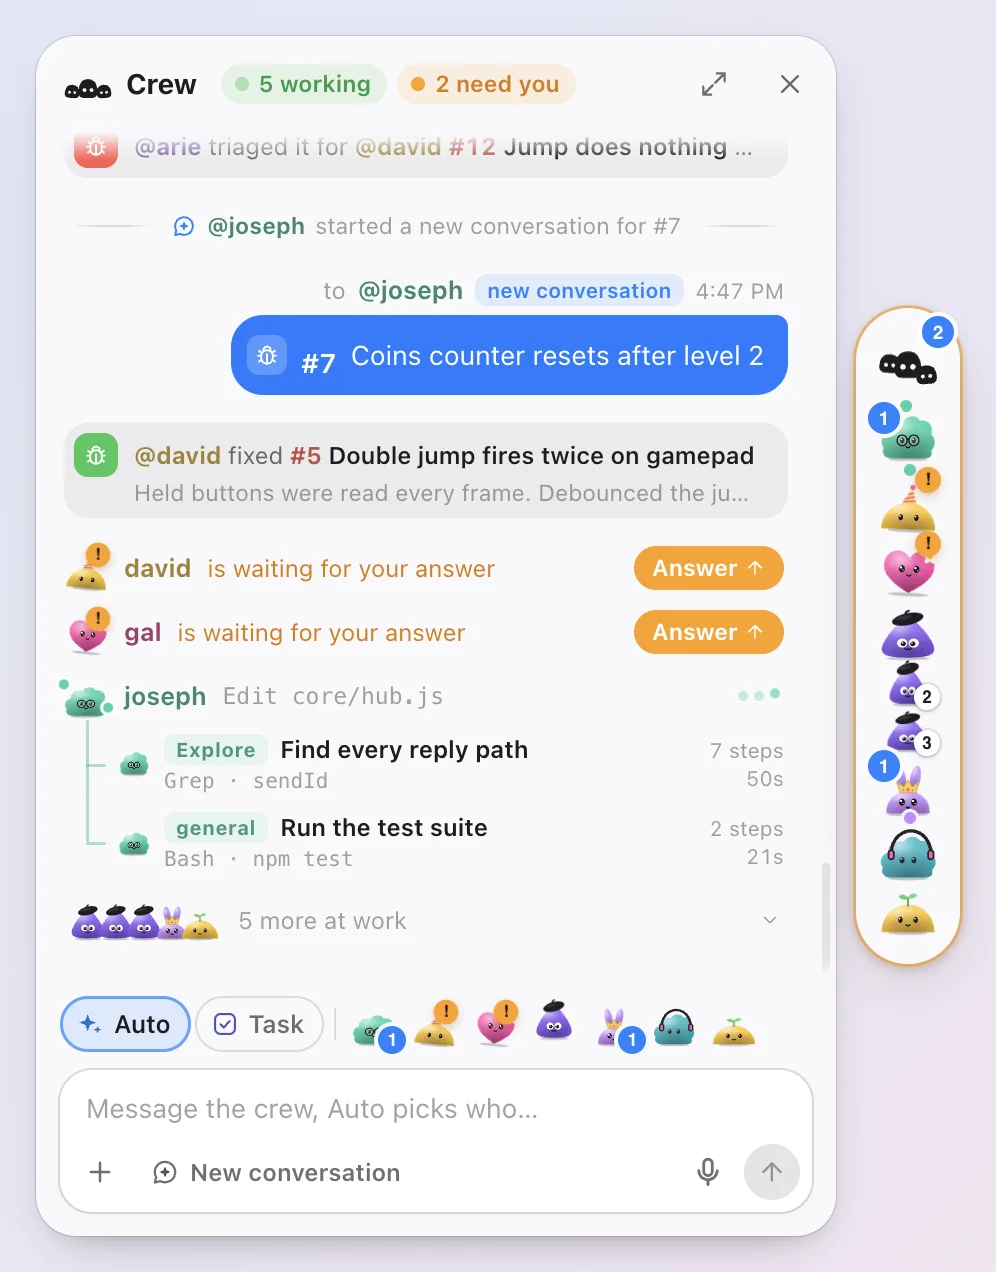 Crew
5 working
2 need you
@arie triaged it for @david #12 Jump does nothing ...
@joseph started a new conversation for #7
to @joseph new conversation 4:47 PM
#7 Coins counter resets after level 2
@david fixed #5 Double jump fires twice on gamepad
Held buttons were read every frame. Debounced the ju...
! david is waiting for your answer
Answer ↑
! gal is waiting for your answer
Answer ↑
joseph Edit core/hub.js
Explore Find every reply path 7 steps
Grep · sendId 50s
general Run the test suite 2 steps
Bash · npm test 21s
5 more at work
Auto
Task
1
!
!
1
Message the crew, Auto picks who...
+ New conversation
2
1
!
!
2
3
1